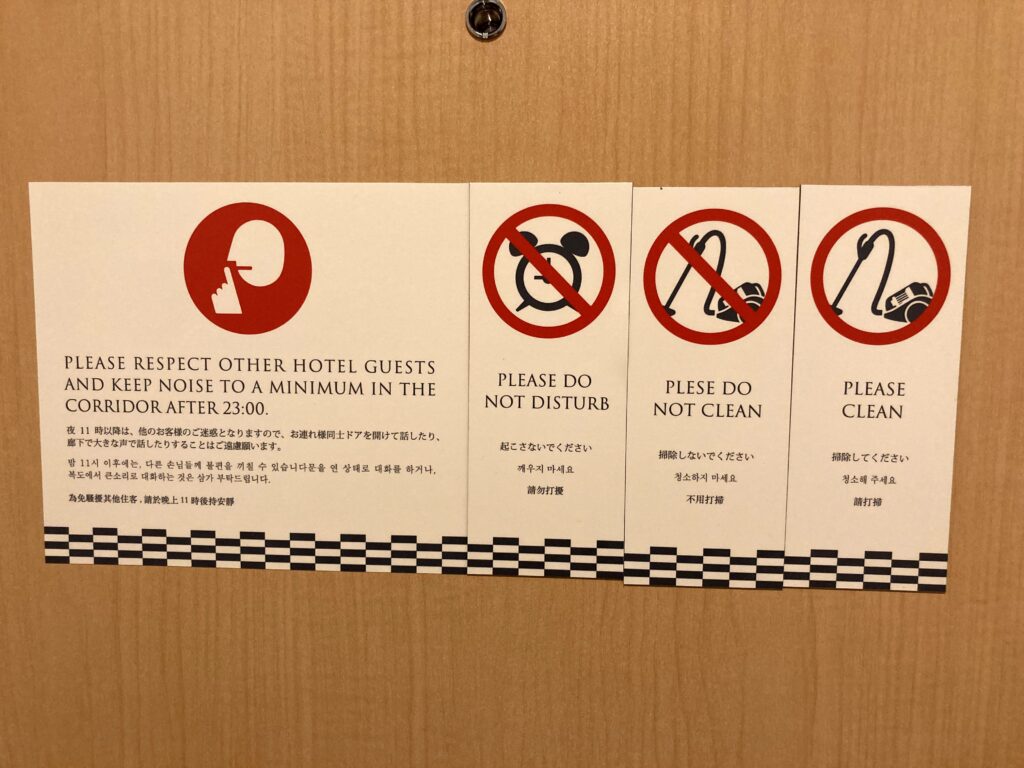 PLEASE RESPECT OTHER HOTEL GUESTS
AND KEEP NOISE TO A MINIMUM IN THE
CORRIDOR AFTER 23:00.
夜 11 時以降は、他のお客様のご迷惑となりますので、お連れ様同士ドアを開けて話したり、
廊下で大きな声で話したりすることはご遠慮願います。
밤 11시 이후에는, 다른 손님들께 불편을 끼칠 수 있습니다문을 연 상태로 대화를 하거나,
복도에서 큰소리로 대화하는 것은 삼가 부탁드립니다.
為免騷擾其他住客，請於晚上 11 時後持安靜
PLEASE DO
NOT DISTURB
起こさないでください
깨우지 마세요
請勿打擾
PLESE DO
NOT CLEAN
掃除しないでください
청소하지 마세요
不用打掃
PLEASE
CLEAN
掃除してください
청소해 주세요
請打掃